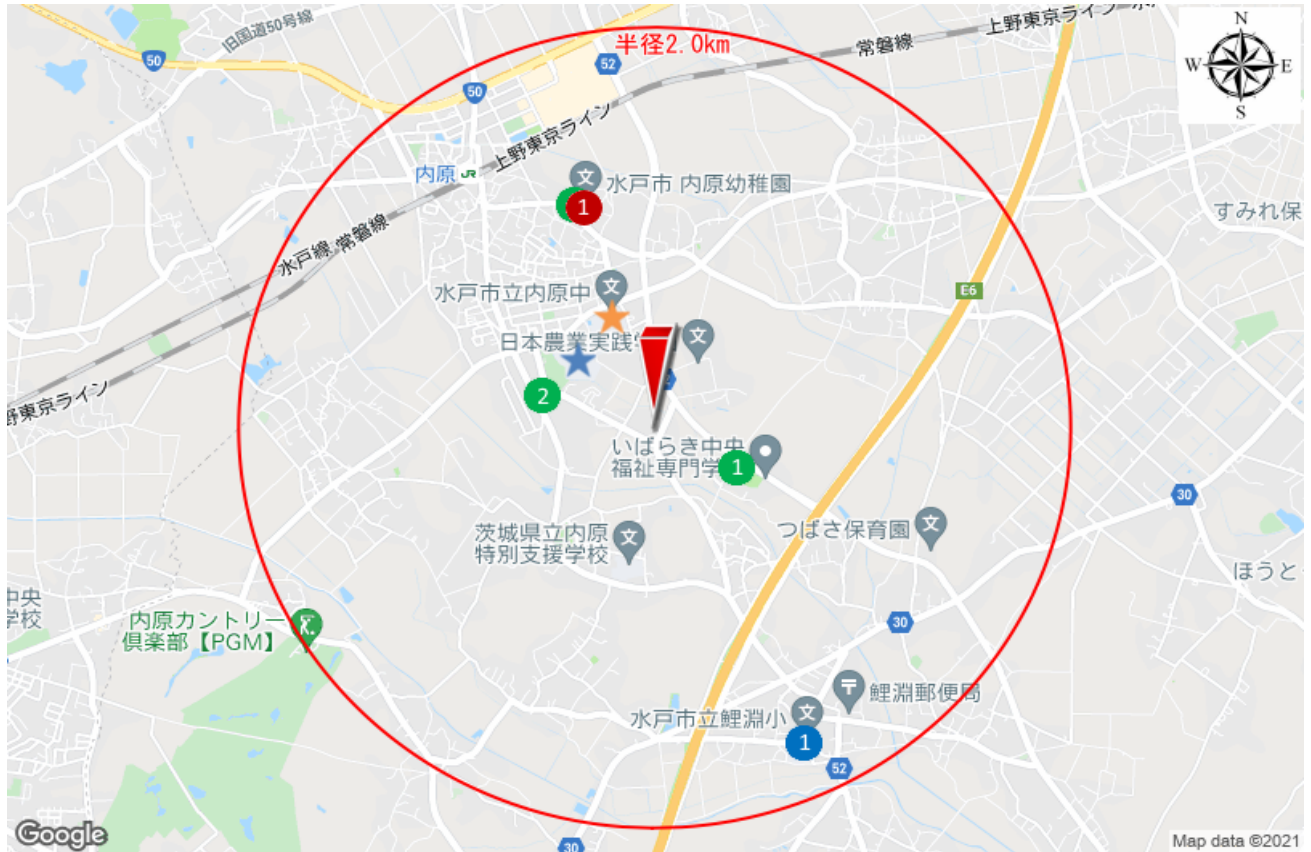 上野東京ライン
N
W
E
S
旧国道50号線
50
半径2.0km
常磐線
52
50
上野東京ライン
内原
JR
水戸市 内原幼稚園
1
すみれ保
水戸線 常磐線
水戸市立内原中
E6
日本農業実践学
2
野東京ライン
いばらき中央
福祉専門学
1
30
茨城県立内原
特別支援学校
つばさ保育園
ほうと
中央
学校
内原カントリー
倶楽部【PGM】
30
鯉淵郵便局
水戸市立鯉淵小
1
52
30
Google
Map data ©2021